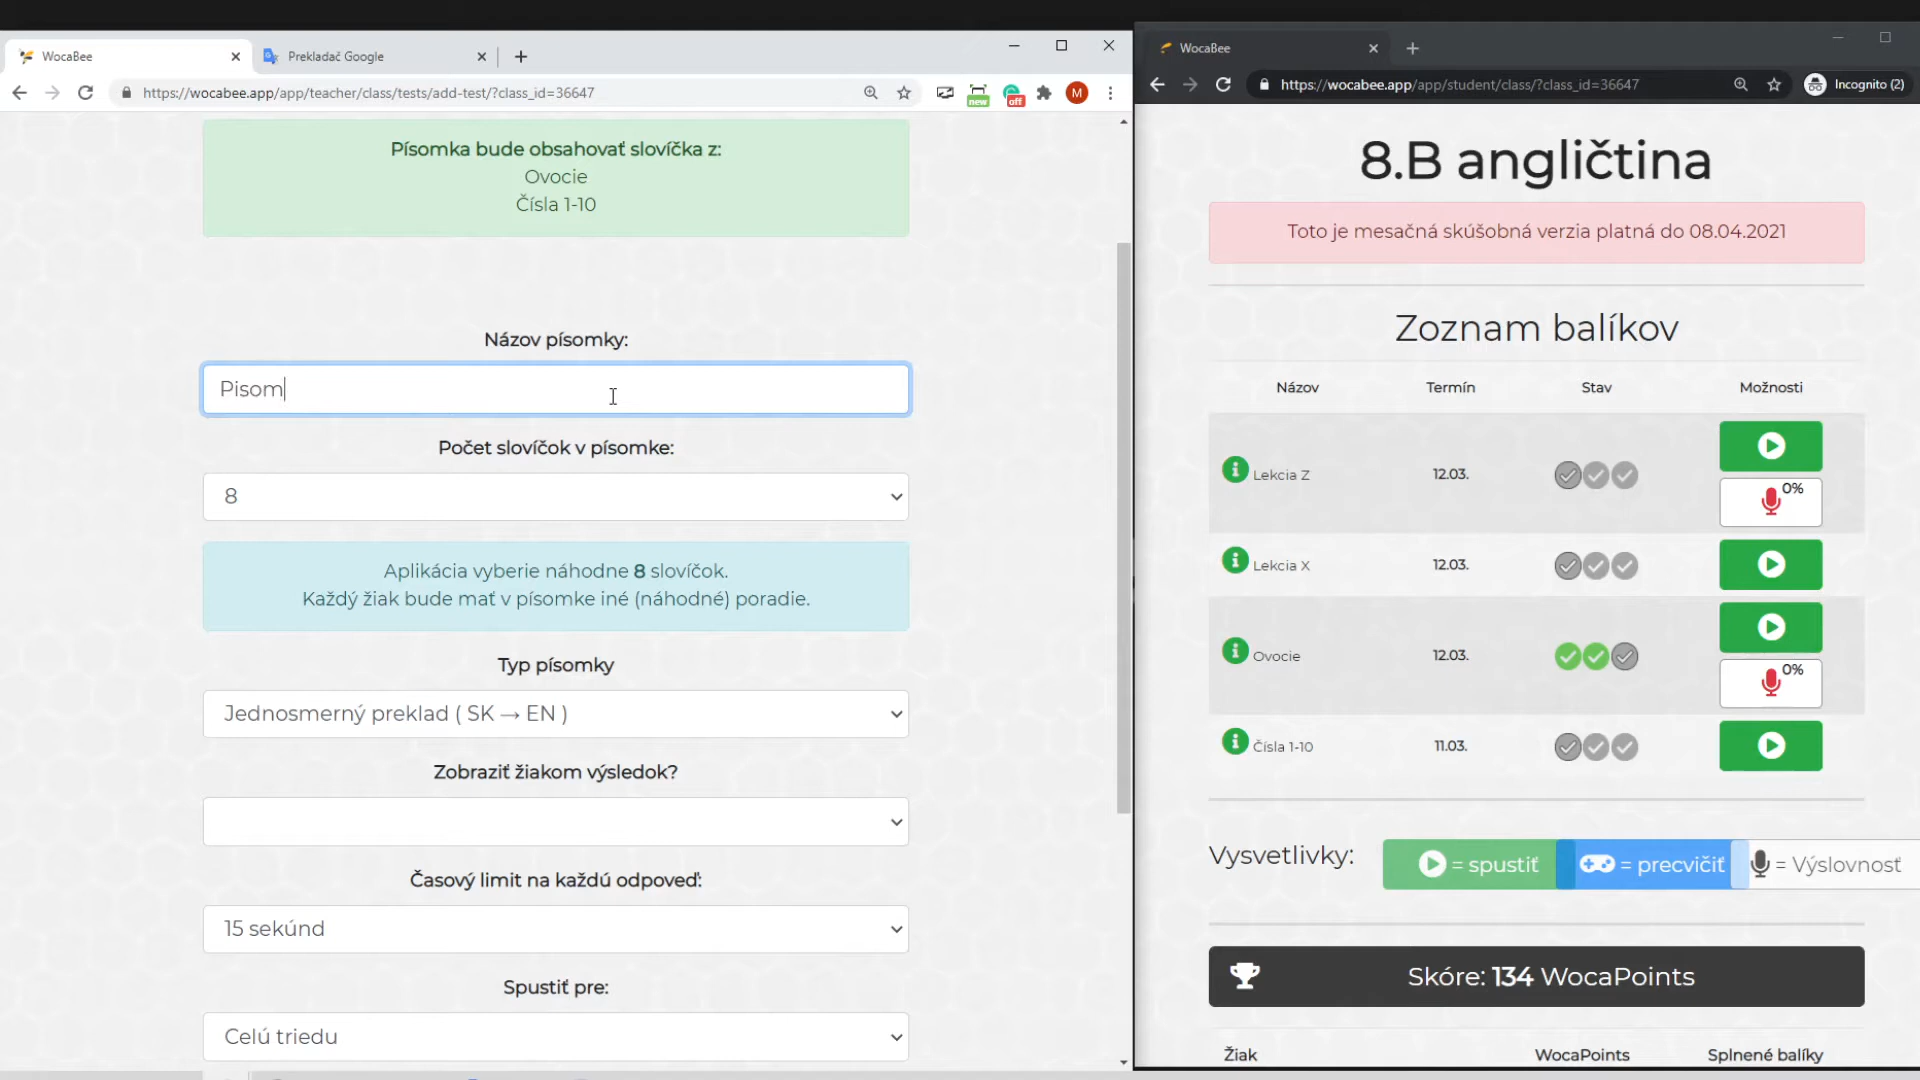 WocaBee
Prekladač Google
https://wocabee.app/app/teacher/class/tests/add-test/?class_id=36647
new
off
M
Písomka bude obsahovať slovíčka z:
Ovocie
Čísla 1-10
Názov písomky:
Pisom
Počet slovíčok v písomke:
8
Aplikácia vyberie náhodne 8 slovíčok.
Každý žiak bude mať v písomke iné (náhodné) poradie.
Typ písomky
Jednosmerný preklad ( SK → EN )
Zobraziť žiakom výsledok?
Časový limit na každú odpoveď:
15 sekúnd
Spustiť pre:
Celú triedu
WocaBee
https://wocabee.app/app/student/class/?class_id=36647
Incognito (2)
8.B angličtina
Toto je mesačná skúšobná verzia platná do 08.04.2021
Zoznam balíkov
Názov Termín Stav Možnosti
Lekcia Z 12.03.
0%
Lekcia X 12.03.
Ovocie 12.03.
0%
Čísla 1-10 11.03.
Vysvetlivky: = spustiť = precvičiť = Výslovnosť
Skóre: 134 WocaPoints
Žiak WocaPoints Splnené balíky